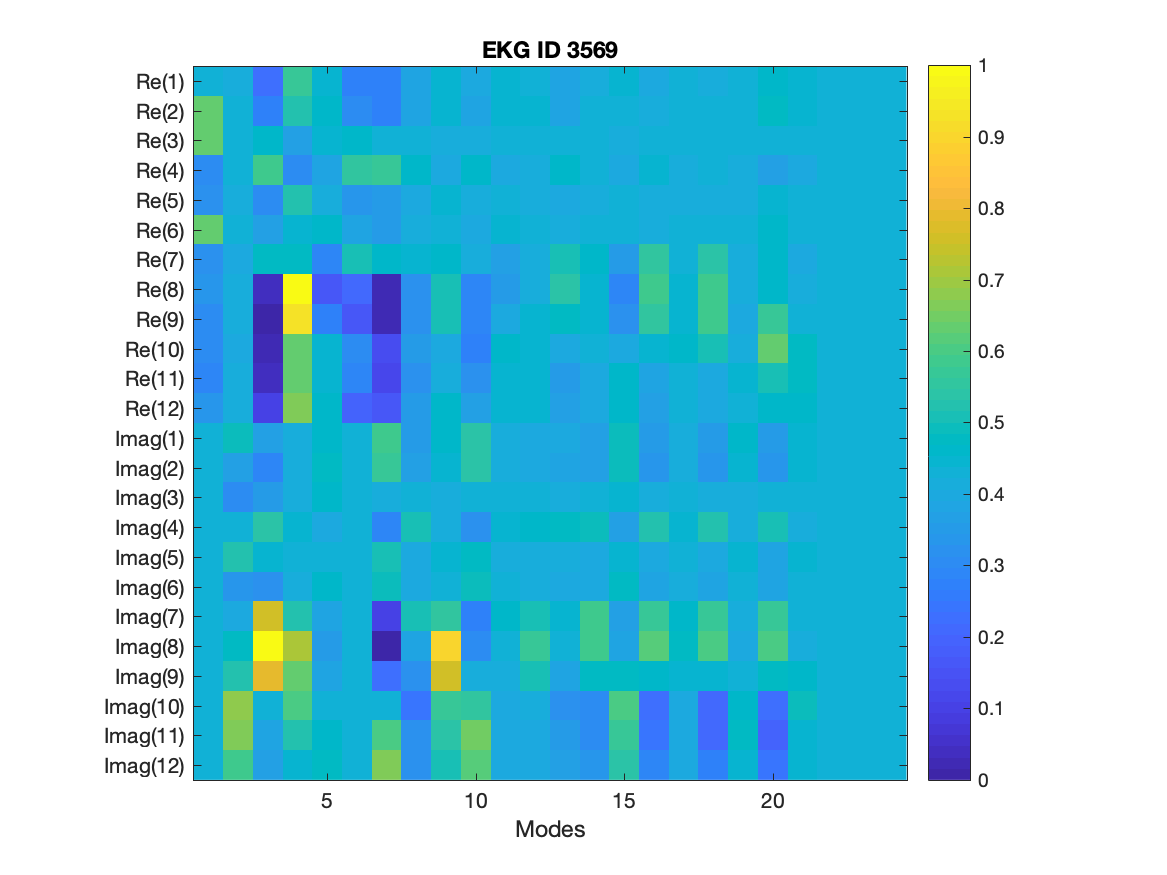 EKG ID 3569
Re(1)
Re(2)
Re(3)
Re(4)
Re(5)
Re(6)
Re(7)
Re(8)
Re(9)
Re(10)
Re(11)
Re(12)
Imag(1)
Imag(2)
Imag(3)
Imag(4)
Imag(5)
Imag(6)
Imag(7)
Imag(8)
Imag(9)
Imag(10)
Imag(11)
Imag(12)
5 10 15 20
Modes
1
0.9
0.8
0.7
0.6
0.5
0.4
0.3
0.2
0.1
0